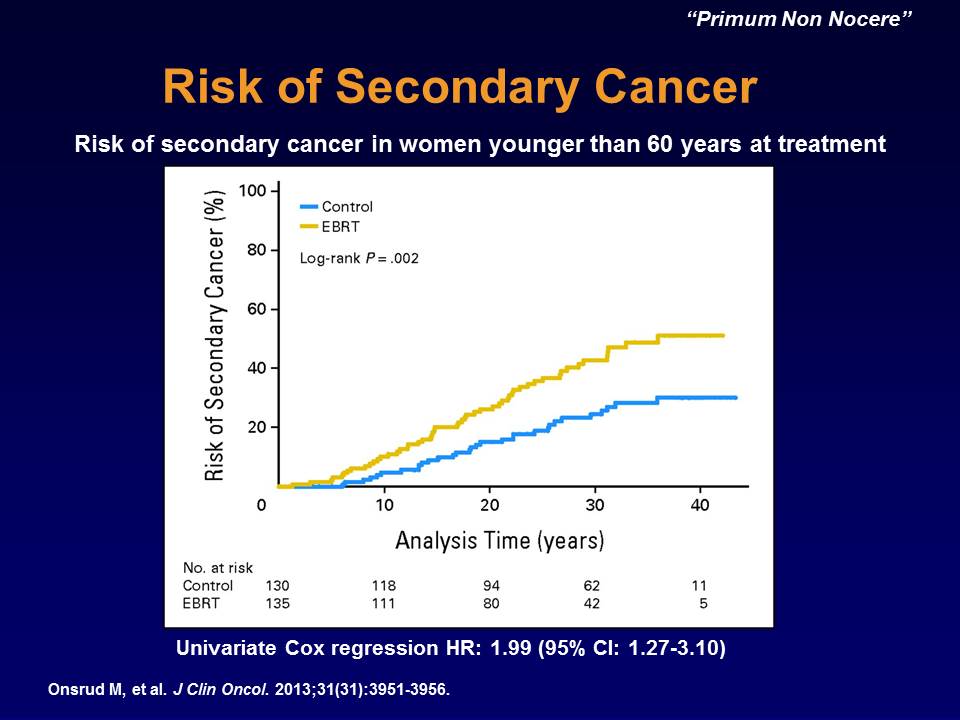 “Primum Non Nocere”
Risk of Secondary Cancer
Risk of secondary cancer in women younger than 60 years at treatment
Risk of Secondary Cancer (%)
100
80
60
40
20
Control
EBRT
Log-rank P = .002
0 10 20 30 40
Analysis Time (years)
No. at risk
Control 130 118 94 62 11
EBRT 135 111 80 42 5
Univariate Cox regression HR: 1.99 (95% CI: 1.27-3.10)
Onsrud M, et al. J Clin Oncol. 2013;31(31):3951-3956.